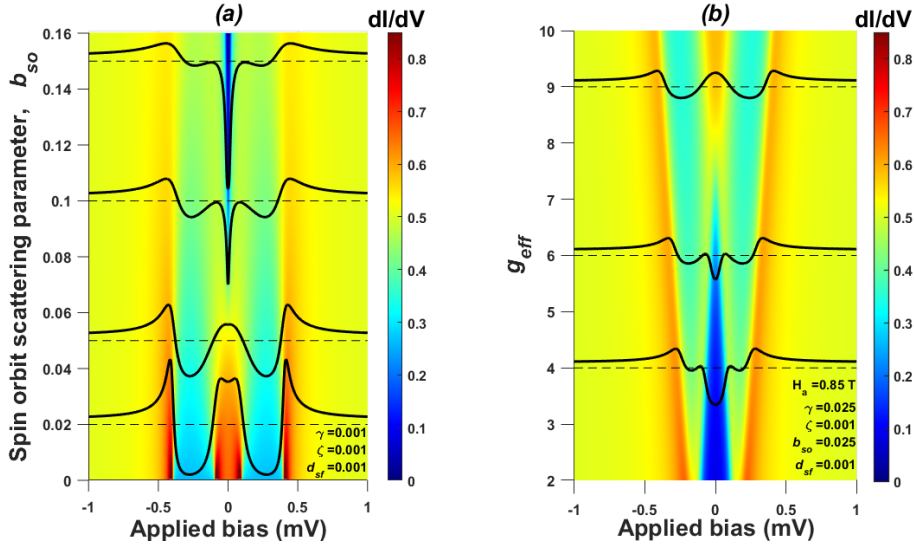 (a)
dI/dV
Spin orbit scattering parameter, b_so
0.16
0.14
0.12
0.1
0.08
0.06
0.04
0.02
0
γ =0.001
ζ =0.001
d_sf =0.001
-1
-0.5
0
0.5
1
Applied bias (mV)
0.8
0.7
0.6
0.5
0.4
0.3
0.2
0.1
0
(b)
dI/dV
g_eff
10
9
8
7
6
5
4
3
2
H_a =0.85 T
γ =0.025
ζ =0.001
b_so =0.025
d_sf =0.001
-1
-0.5
0
0.5
1
Applied bias (mV)
0.8
0.7
0.6
0.5
0.4
0.3
0.2
0.1
0